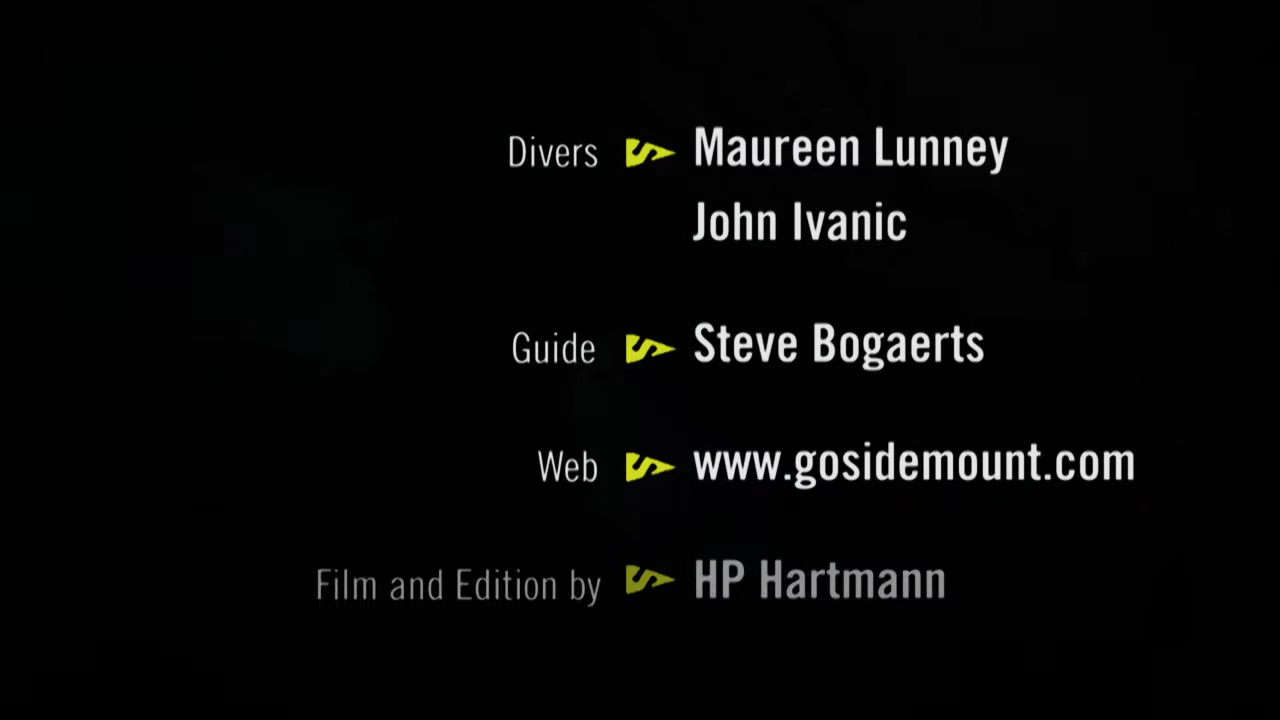 Divers Maureen Lunney
John Ivanic
Guide Steve Bogaerts
Web www.gosidemount.com
Film and Edition by HP Hartmann